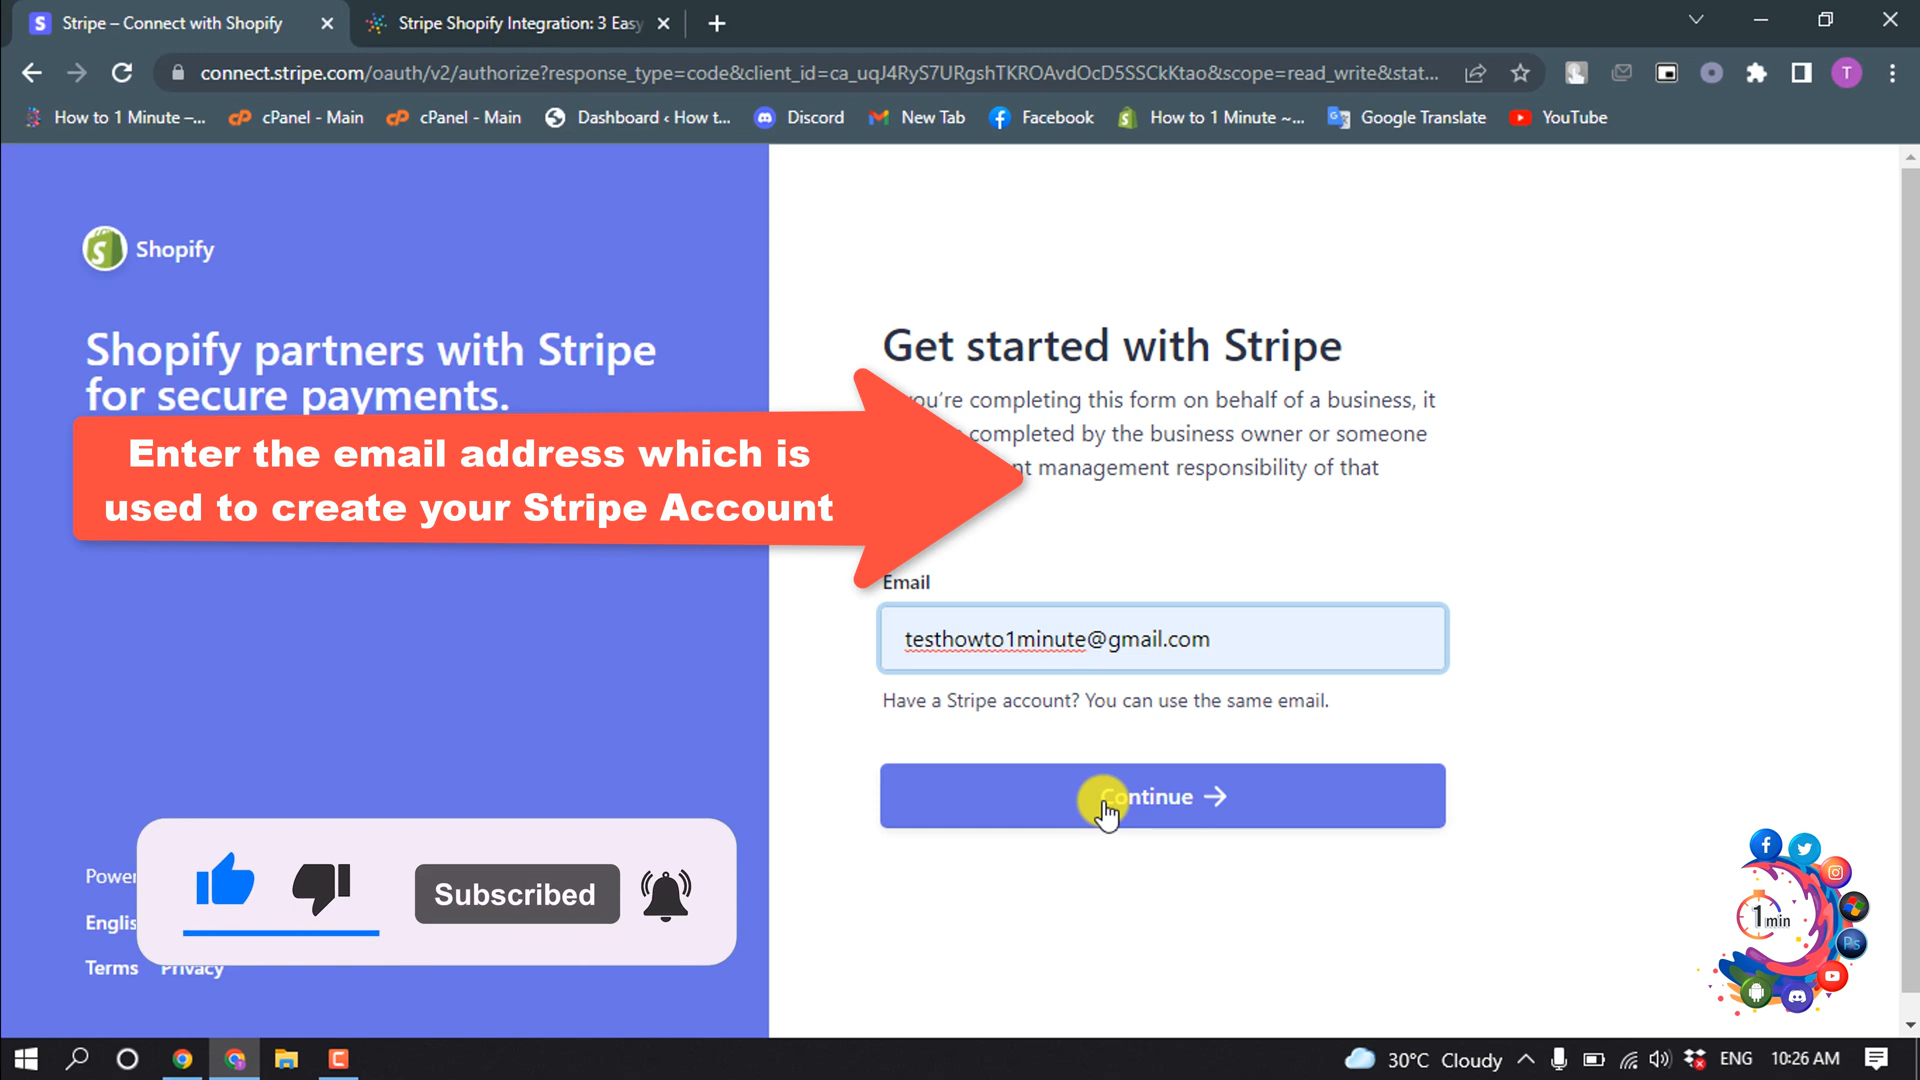 Stripe – Connect with Shopify
Stripe Shopify Integration: 3 Easy
connect.stripe.com/oauth/v2/authorize?response_type=code&client_id=ca_uqJ4RyS7URgshTKROAvdOcD5SSCkKtao&scope=read_write&stat...
T
How to 1 Minute –...
cPanel - Main
cPanel - Main
Dashboard ‹ How t...
Discord
New Tab
Facebook
How to 1 Minute ~...
Google Translate
YouTube
Shopify
Shopify partners with Stripe
for secure payments.
Enter the email address which is
used to create your Stripe Account
Get started with Stripe
you're completing this form on behalf of a business, it
completed by the business owner or someone
management responsibility of that
Email
testhowto1minute@gmail.com
Have a Stripe account? You can use the same email.
Continue →
Subscribed
Terms Privacy
1 min
Ps
30°C Cloudy
ENG
10:26 AM